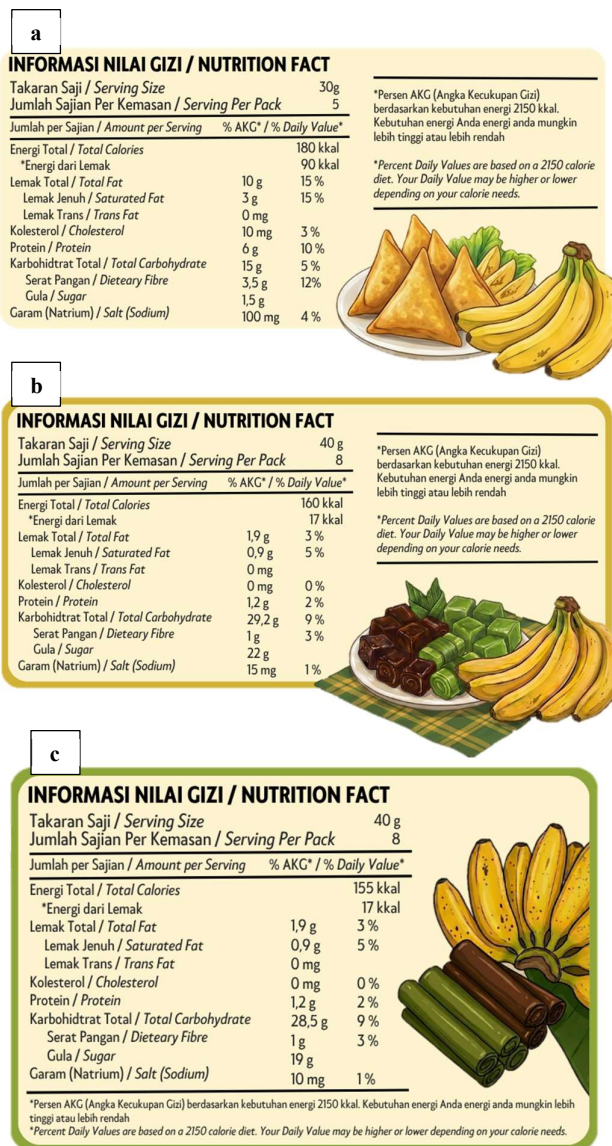 a
INFORMASI NILAI GIZI / NUTRITION FACT
Takaran Saji / Serving Size 30g
Jumlah Sajian Per Kemasan / Serving Per Pack 5
Jumlah per Sajian / Amount per Serving % AKG* / % Daily Value*
Energi Total / Total Calories 180 kkal
*Energi dari Lemak 90 kkal
Lemak Total / Total Fat 10 g 15 %
Lemak Jenuh / Saturated Fat 3 g 15 %
Lemak Trans / Trans Fat 0 mg
Kolesterol / Cholesterol 10 mg 3 %
Protein / Protein 6 g 10 %
Karbohidtrat Total / Total Carbohydrate 15 g 5 %
Serat Pangan / Dieteary Fibre 3,5 g 12%
Gula / Sugar 1,5 g
Garam (Natrium) / Salt (Sodium) 100 mg 4 %
*Persen AKG (Angka Kecukupan Gizi)
berdasarkan kebutuhan energi 2150 kkal.
Kebutuhan energi Anda energi anda mungkin
lebih tinggi atau lebih rendah
*Percent Daily Values are based on a 2150 calorie
diet. Your Daily Value may be higher or lower
depending on your calorie needs.
b
INFORMASI NILAI GIZI / NUTRITION FACT
Takaran Saji / Serving Size 40 g
Jumlah Sajian Per Kemasan / Serving Per Pack 8
Jumlah per Sajian / Amount per Serving % AKG* / % Daily Value*
Energi Total / Total Calories 160 kkal
*Energi dari Lemak 17 kkal
Lemak Total / Total Fat 1,9 g 3 %
Lemak Jenuh / Saturated Fat 0,9 g 5 %
Lemak Trans / Trans Fat 0 mg
Kolesterol / Cholesterol 0 mg 0 %
Protein / Protein 1,2 g 2 %
Karbohidtrat Total / Total Carbohydrate 29,2 g 9 %
Serat Pangan / Dieteary Fibre 1 g 3 %
Gula / Sugar 22 g
Garam (Natrium) / Salt (Sodium) 15 mg 1 %
*Persen AKG (Angka Kecukupan Gizi)
berdasarkan kebutuhan energi 2150 kkal.
Kebutuhan energi Anda energi anda mungkin
lebih tinggi atau lebih rendah
*Percent Daily Values are based on a 2150 calorie
diet. Your Daily Value may be higher or lower
depending on your calorie needs.
c
INFORMASI NILAI GIZI / NUTRITION FACT
Takaran Saji / Serving Size 40 g
Jumlah Sajian Per Kemasan / Serving Per Pack 8
Jumlah per Sajian / Amount per Serving % AKG* / % Daily Value*
Energi Total / Total Calories 155 kkal
*Energi dari Lemak 17 kkal
Lemak Total / Total Fat 1,9 g 3 %
Lemak Jenuh / Saturated Fat 0,9 g 5 %
Lemak Trans / Trans Fat 0 mg
Kolesterol / Cholesterol 0 mg 0 %
Protein / Protein 1,2 g 2 %
Karbohidtrat Total / Total Carbohydrate 28,5 g 9 %
Serat Pangan / Dieteary Fibre 1 g 3 %
Gula / Sugar 19 g
Garam (Natrium) / Salt (Sodium) 10 mg 1 %
*Persen AKG (Angka Kecukupan Gizi) berdasarkan kebutuhan energi 2150 kkal. Kebutuhan energi Anda energi anda mungkin lebih
tinggi atau lebih rendah
*Percent Daily Values are based on a 2150 calorie diet. Your Daily Value may be higher or lower depending on your calorie needs.